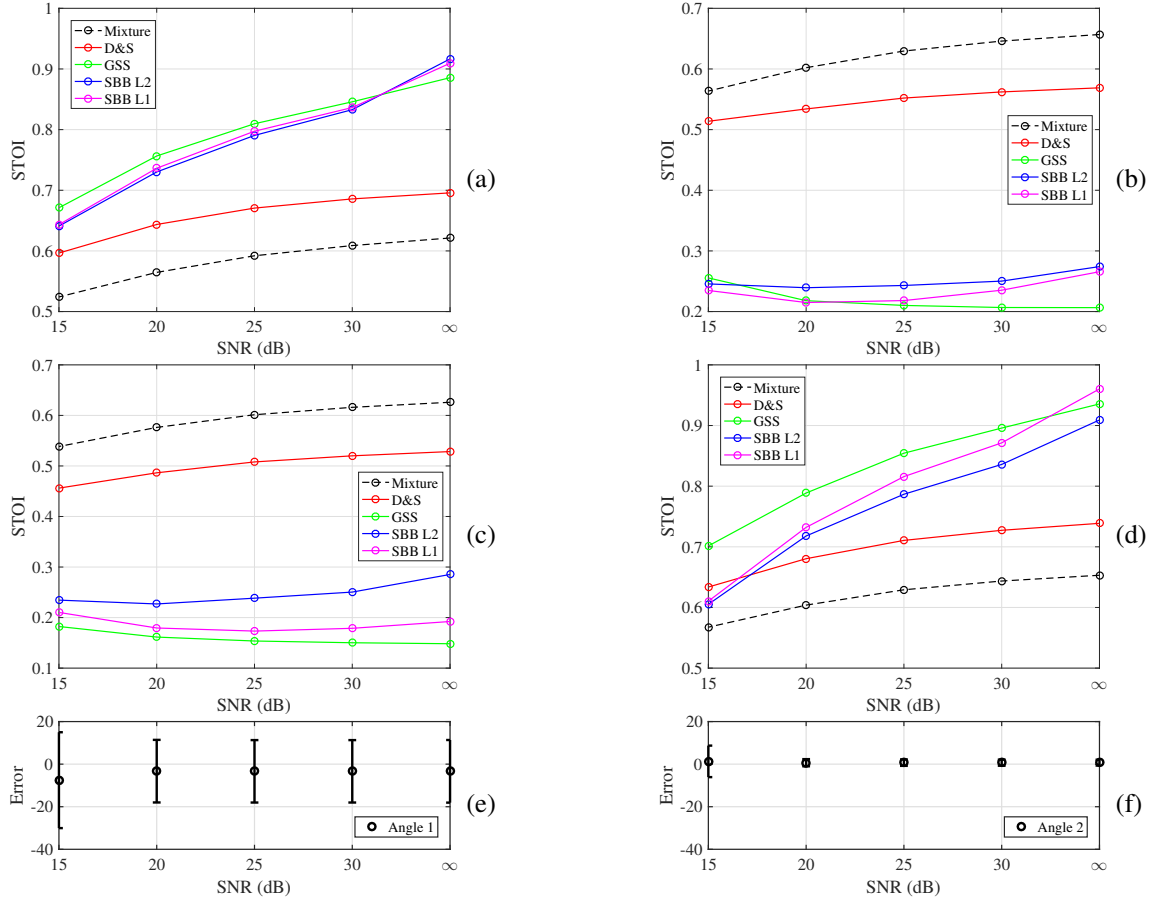 1
0.9
0.8
0.7
0.6
0.5
STOI
Mixture
D&S
GSS
SBB L2
SBB L1
15 20 25 30 ∞
SNR (dB)
(a)
0.7
0.6
0.5
0.4
0.3
0.2
STOI
Mixture
D&S
GSS
SBB L2
SBB L1
15 20 25 30 ∞
SNR (dB)
(b)
0.7
0.6
0.5
0.4
0.3
0.2
0.1
STOI
Mixture
D&S
GSS
SBB L2
SBB L1
15 20 25 30 ∞
SNR (dB)
(c)
1
0.9
0.8
0.7
0.6
0.5
STOI
Mixture
D&S
GSS
SBB L2
SBB L1
15 20 25 30 ∞
SNR (dB)
(d)
20
0
-20
-40
Error
Angle 1
15 20 25 30 ∞
SNR (dB)
(e)
20
0
-20
-40
Error
Angle 2
15 20 25 30 ∞
SNR (dB)
(f)